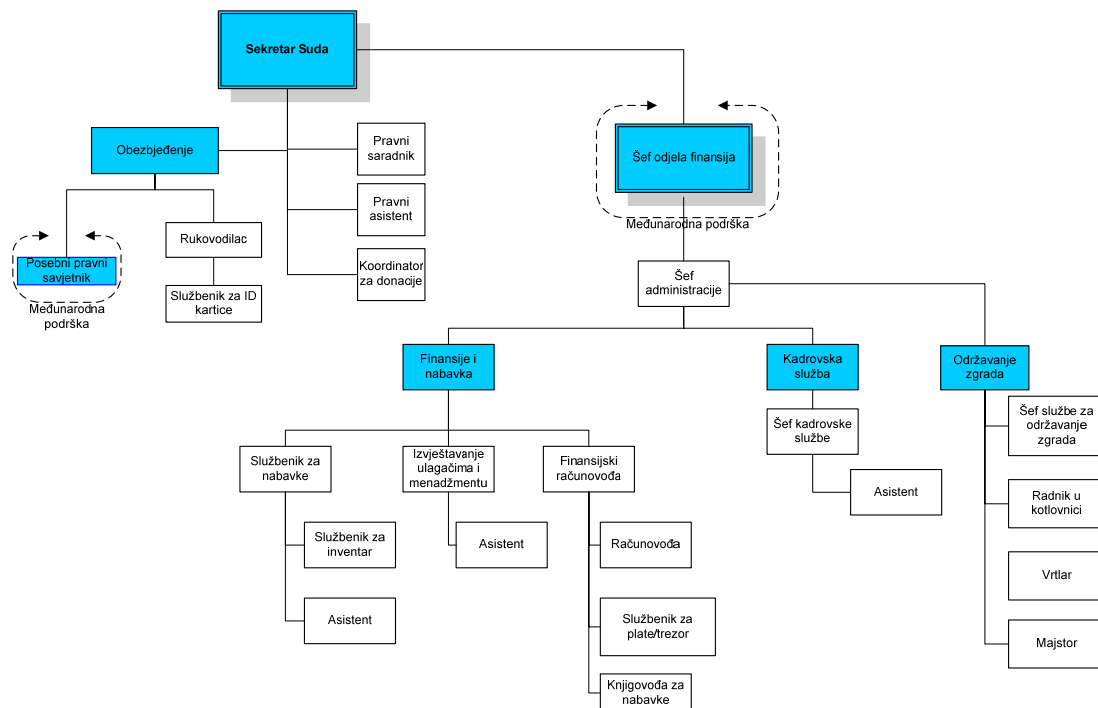 Sekretar Suda
Obezbjeđenje
Pravni
saradnik
Šef odjela finansija
Pravni
asistent
Međunarodna podrška
Rukovodilac
Posebni pravni
savjetnik
Koordinator
za donacije
Šef
administracije
Službenik za ID
kartice
Međunarodna
podrška
Finansije i
nabavka
Kadrovska
služba
Održavanje
zgrada
Šef službe za
održavanje
zgrada
Šef kadrovske
službe
Službenik za
nabavke
Izvještavanje
ulagačima i
menadžmentu
Finansijski
računovođa
Asistent
Radnik u
kotlovnici
Službenik za
inventar
Asistent
Računovođa
Vrtlar
Asistent
Službenik za
plate/trezor
Majstor
Knjigovođa za
nabavke